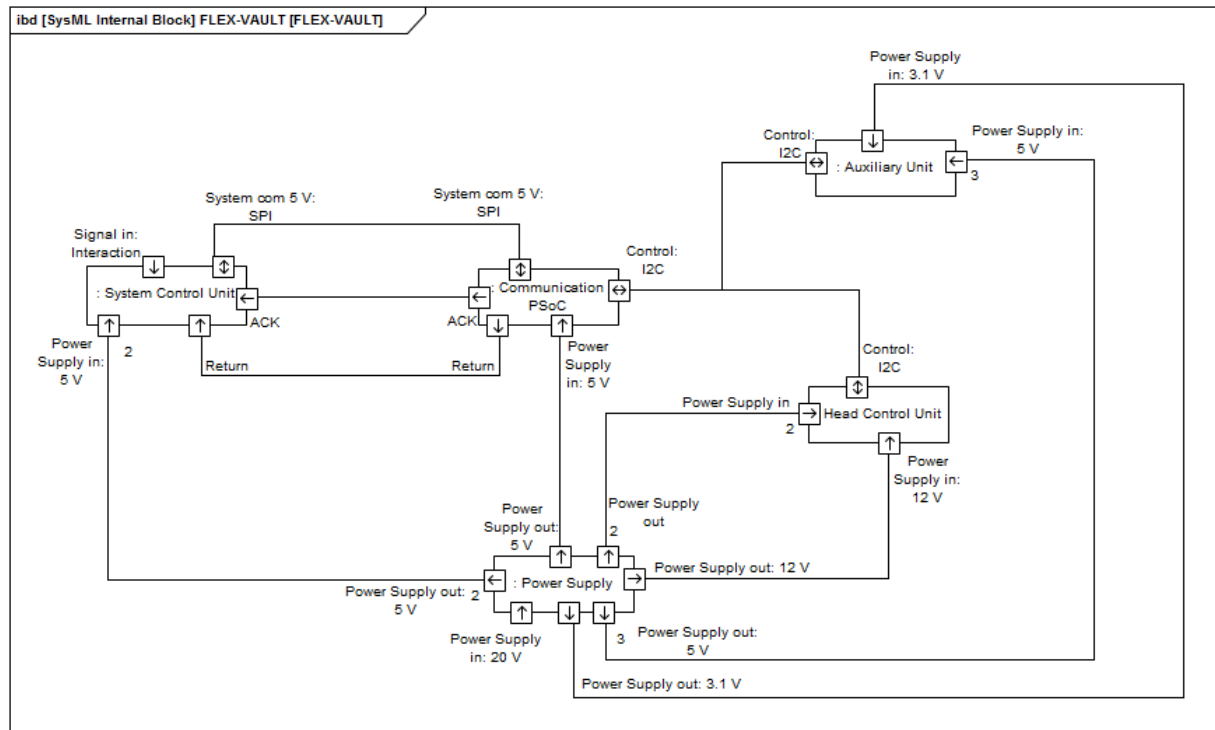 ibd [SysML Internal Block] FLEX-VAULT [FLEX-VAULT]
Power Supply
in: 3.1 V
Control:
I2C
Power Supply in:
5 V
: Auxiliary Unit
3
System com 5 V:
SPI
System com 5 V:
SPI
Signal in:
Interaction
Control:
I2C
: System Control Unit
: Communication
PSoC
ACK
ACK
Power
Supply in:
5 V
2
Return
Return
Power
Supply
in: 5 V
Control:
I2C
Power Supply in
2
Head Control Unit
Power
Supply in:
12 V
Power
Supply out:
5 V
2
Power Supply
out
Power Supply out:
5 V
2
: Power Supply
Power Supply out: 12 V
Power Supply
in: 20 V
3
Power Supply out:
5 V
Power Supply out: 3.1 V